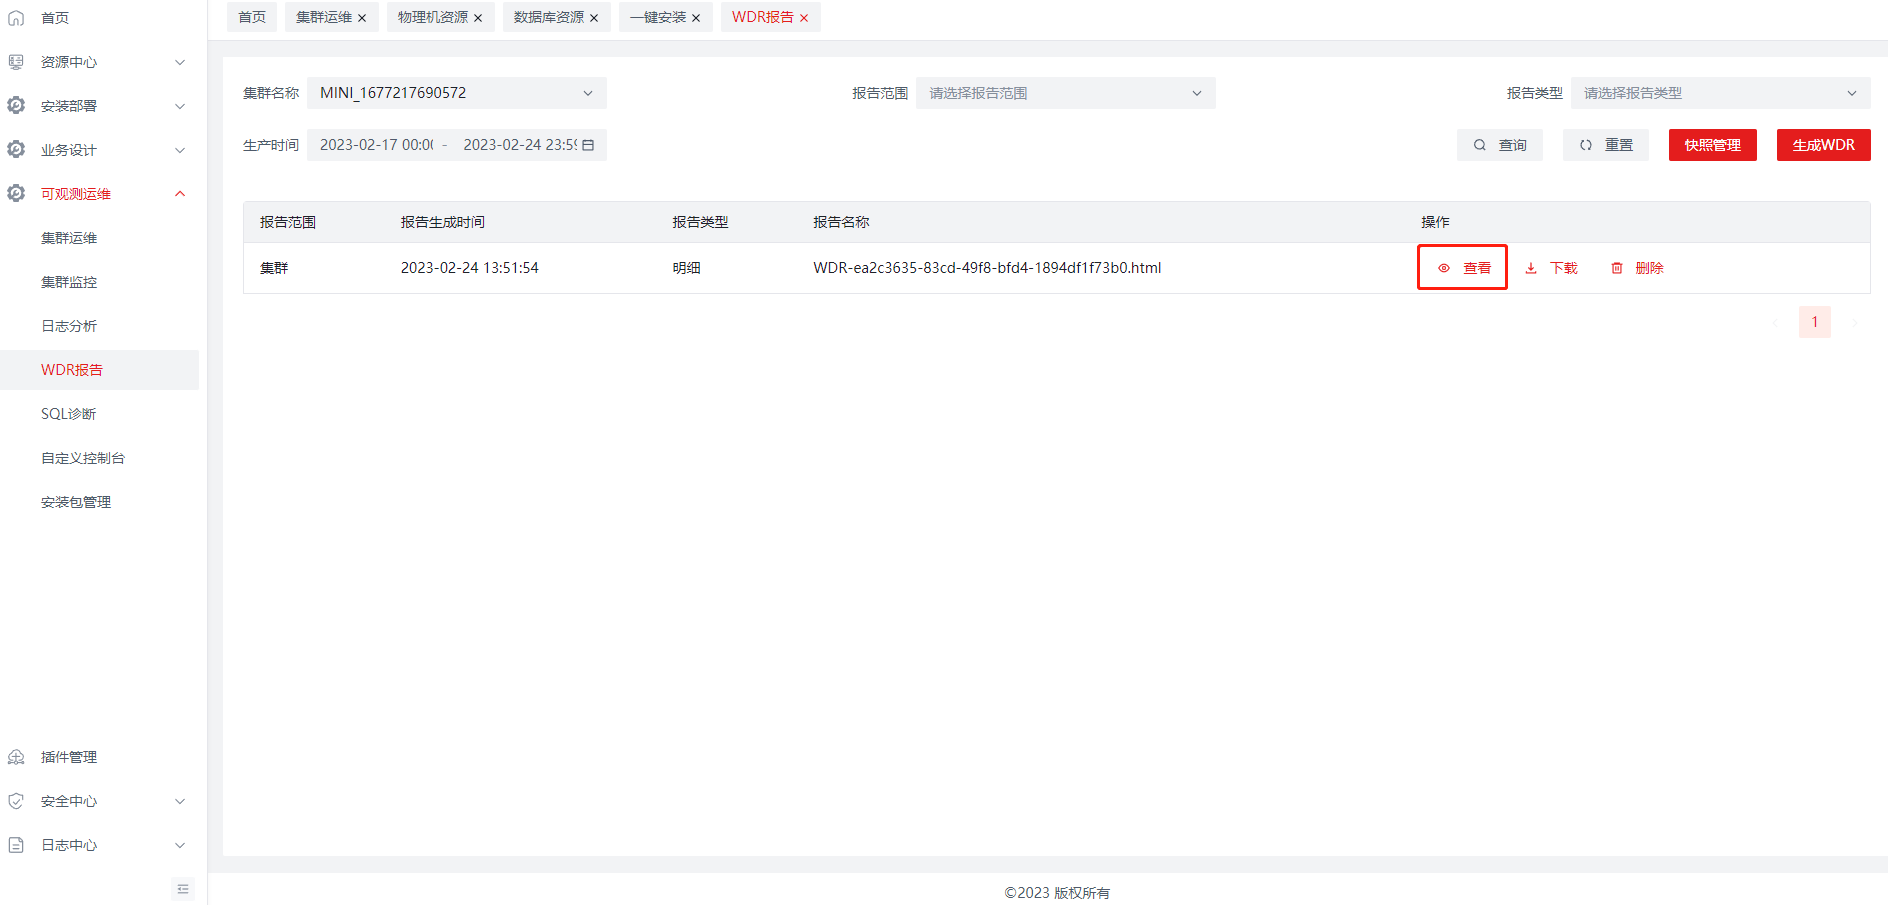 首页
资源中心
安装部署
业务设计
可观测运维
集群运维
集群监控
日志分析
WDR报告
SQL诊断
自定义控制台
安装包管理
插件管理
安全中心
日志中心
首页 集群运维 物理机资源 数据库资源 一键安装 WDR报告
集群名称 MINI_1677217690572 报告范围 请选择报告范围 报告类型 请选择报告类型
生产时间 2023-02-17 00:00 - 2023-02-24 23:59 查询 重置 快照管理 生成WDR
报告范围 报告生成时间 报告类型 报告名称 操作
集群 2023-02-24 13:51:54 明细 WDR-ea2c3635-83cd-49f8-bfd4-1894df1f73b0.html 查看 下载 删除
1
©2023 版权所有